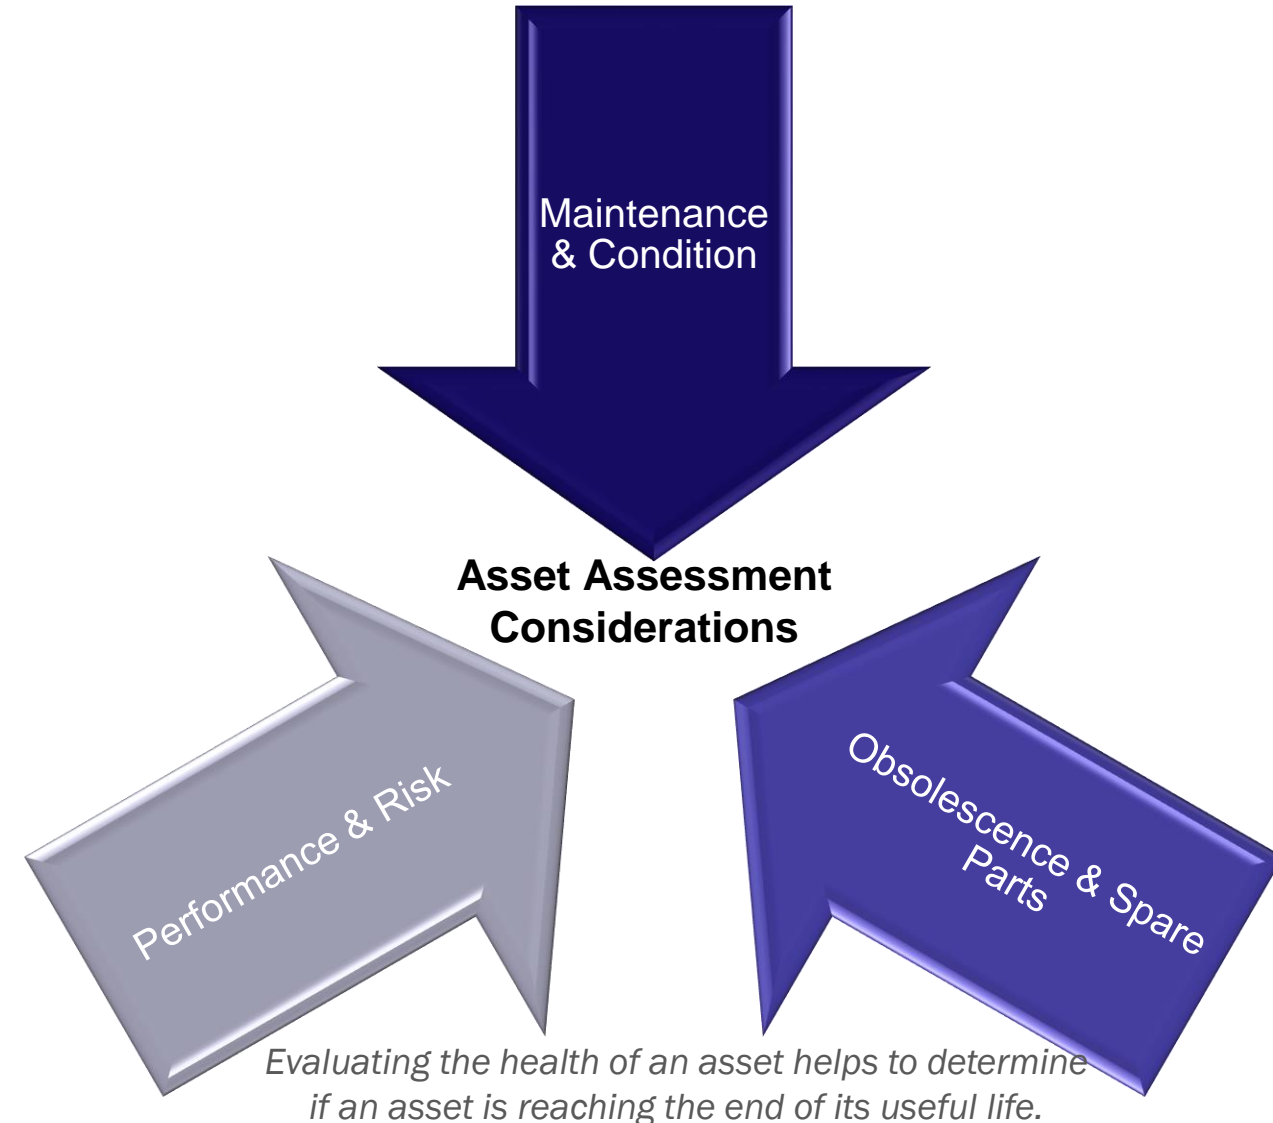 Maintenance
& Condition
Asset Assessment
Considerations
Performance & Risk
Obsolescence & Spare
Parts
Evaluating the health of an asset helps to determine
if an asset is reaching the end of its useful life.